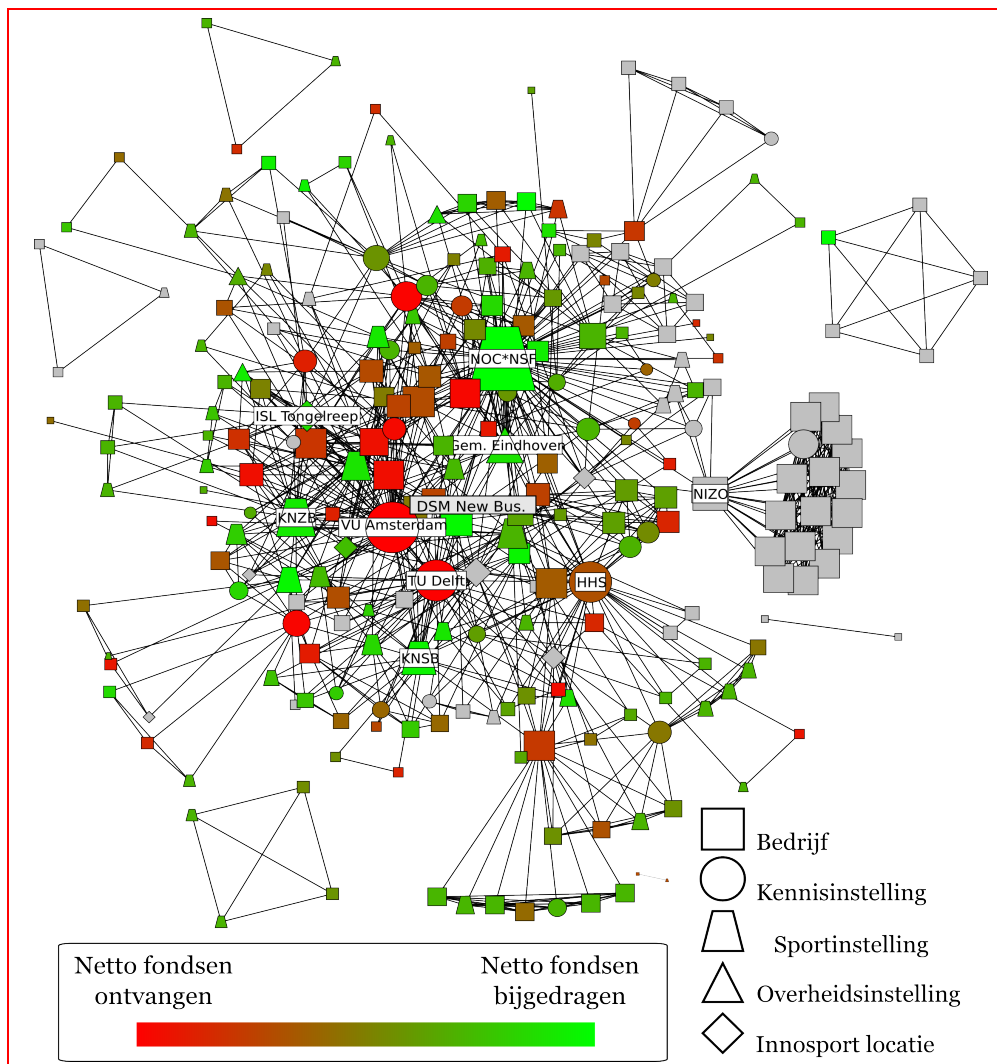 NOC*NSF
ISL Tongelreep
Gem. Eindhoven
NIZO
DSM New Bus.
KNZB
VU Amsterdam
TU Delft
HHS
KNSB
Bedrijf
Kennisinstelling
Sportinstelling
Overheidsinstelling
Innosport locatie
Netto fondsen
ontvangen
Netto fondsen
bijgedragen